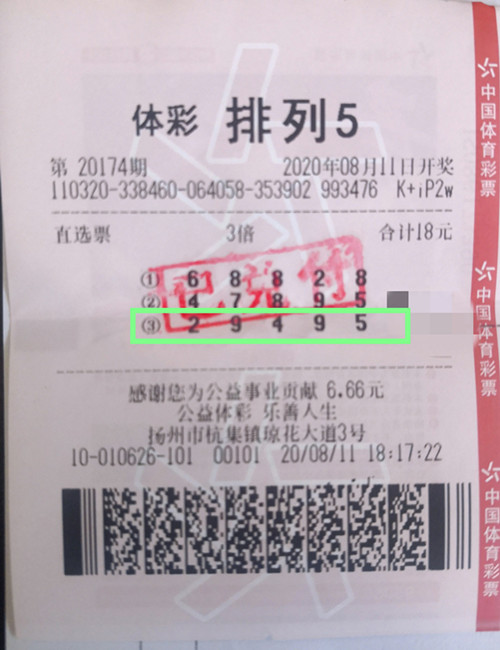 体彩 排列5
第 20174期 2020年08月11日开奖
110320-338460-064058-353902 993476 K+iP2w
直选票 3倍 合计18元
① 6 8 8 2 8
② 4 7 8 9 5
③ 2 9 4 9 5
已兑付
感谢您为公益事业贡献 6.66元
公益体彩 乐善人生
扬州市杭集镇琼花大道3号
10-010626-101 00101 20/08/11 18:17:22
中国体育彩票
中国体育彩票
中国体育彩票